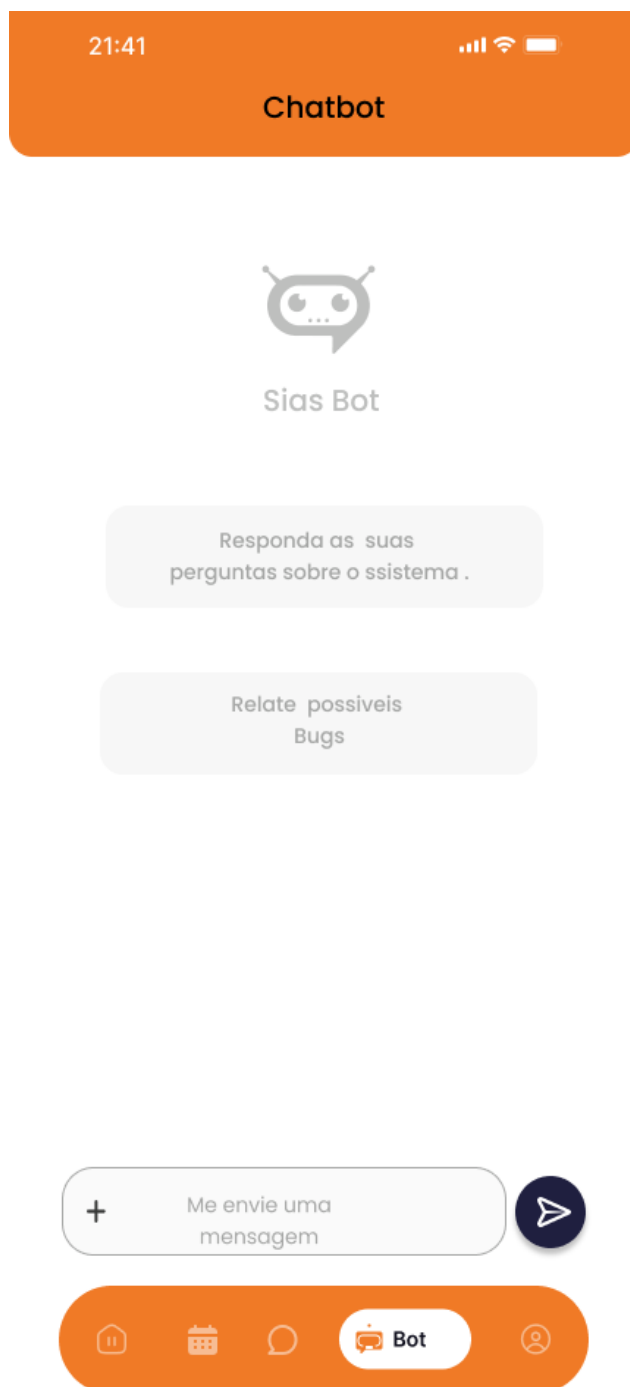 21:41
Chatbot
Sias Bot
Responda as suas
perguntas sobre o ssistema .
Relate possiveis
Bugs
+
Me envie uma
mensagem
Bot